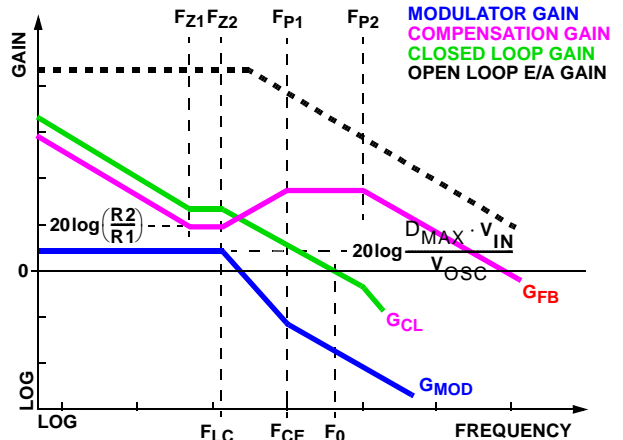 MODULATOR GAIN
COMPENSATION GAIN
CLOSED LOOP GAIN
OPEN LOOP E/A GAIN
FZ1 FZ2 FP1 FP2
GAIN
20log(R2/R1)
20log DMAX · VIN / VOSC
0
GFB
GCL
GMOD
LOG
LOG
FLC FCE F0 FREQUENCY